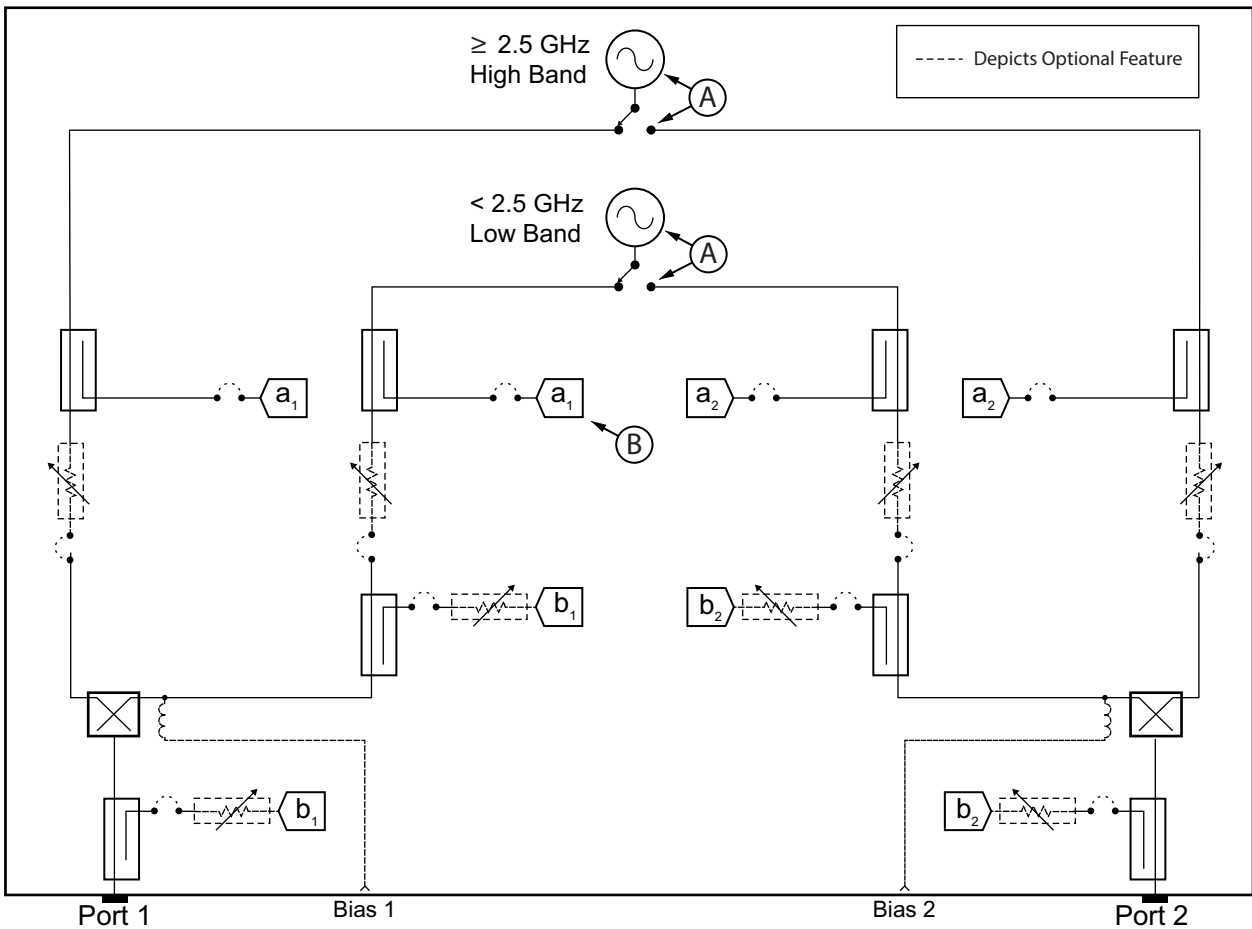 ≥ 2.5 GHz
High Band
A
---- Depicts Optional Feature
< 2.5 GHz
Low Band
A
a₁
a₁
a₂
a₂
B
b₁
b₂
b₁
b₂
Port 1
Bias 1
Bias 2
Port 2